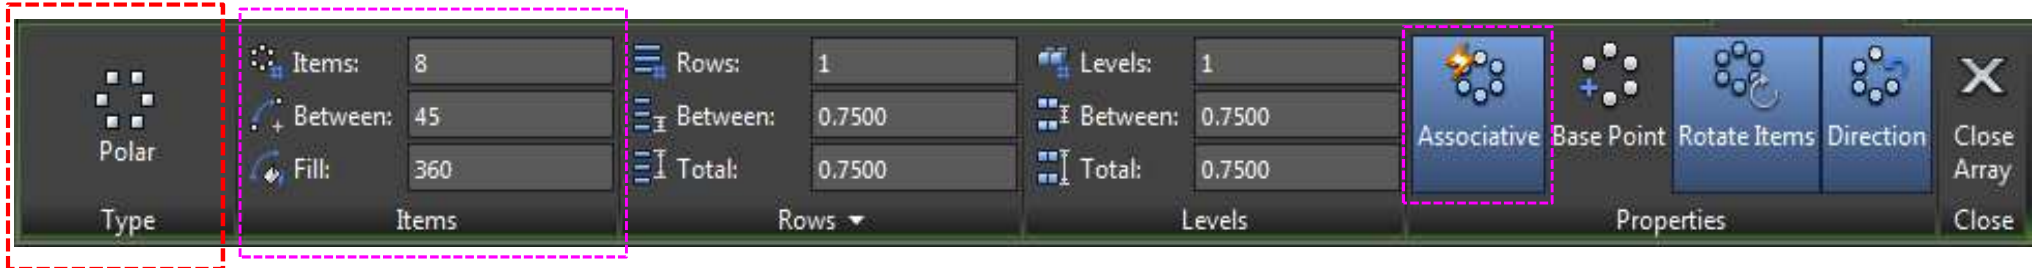 Polar
Type
Items: 8
Between: 45
Fill: 360
Items
Rows: 1
Between: 0.7500
Total: 0.7500
Rows
Levels: 1
Between: 0.7500
Total: 0.7500
Levels
Associative
Base Point
Rotate Items
Direction
Properties
Close
Array
Close